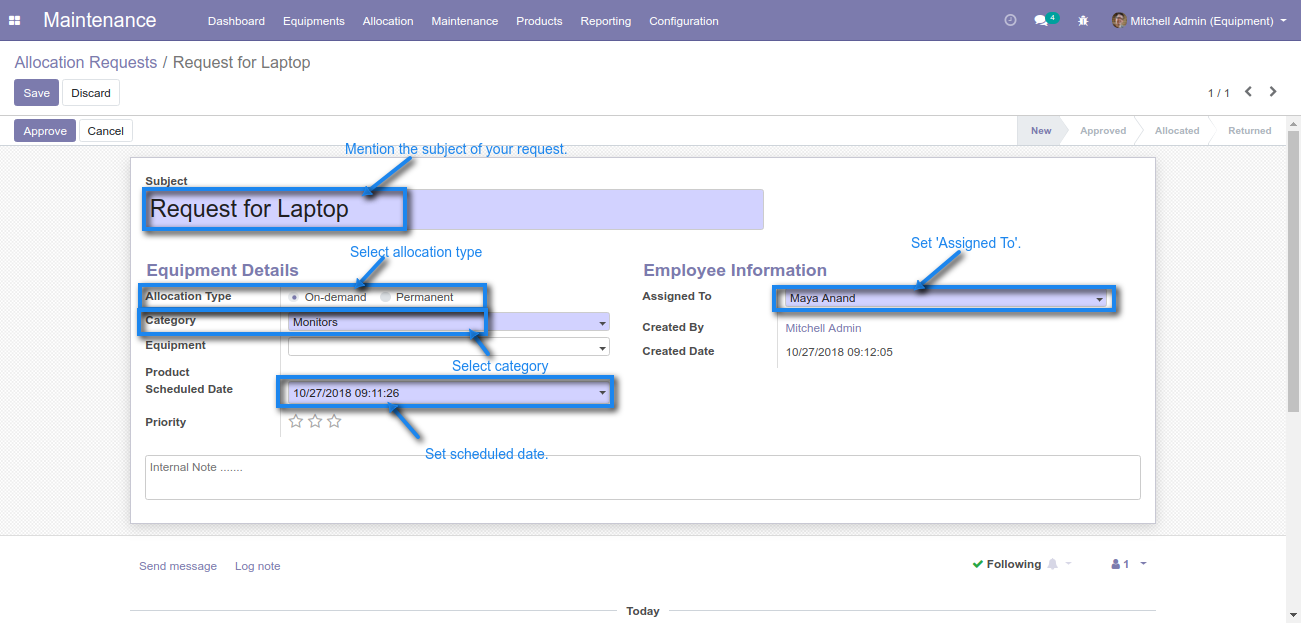 Maintenance Dashboard Equipments Allocation Maintenance Products Reporting Configuration 4 Mitchell Admin (Equipment)
Allocation Requests / Request for Laptop
Save Discard 1 / 1
Approve Cancel New Approved Allocated Returned
Mention the subject of your request.
Subject
Request for Laptop
Select allocation type
Set 'Assigned To'.
Equipment Details
Employee Information
Allocation Type On-demand Permanent
Assigned To Maya Anand
Category Monitors
Created By Mitchell Admin
Equipment
Created Date 10/27/2018 09:12:05
Select category
Product
Scheduled Date 10/27/2018 09:11:26
Priority
Set scheduled date.
Internal Note .......
Send message Log note Following 1
Today